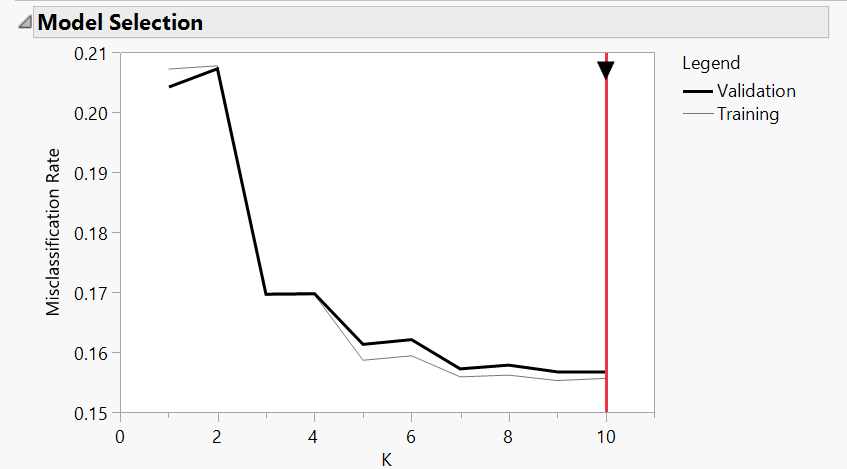 Model Selection
0.21
0.20
0.19
0.18
0.17
0.16
0.15
Misclassification Rate
0
2
4
6
8
10
K
Legend
Validation
Training